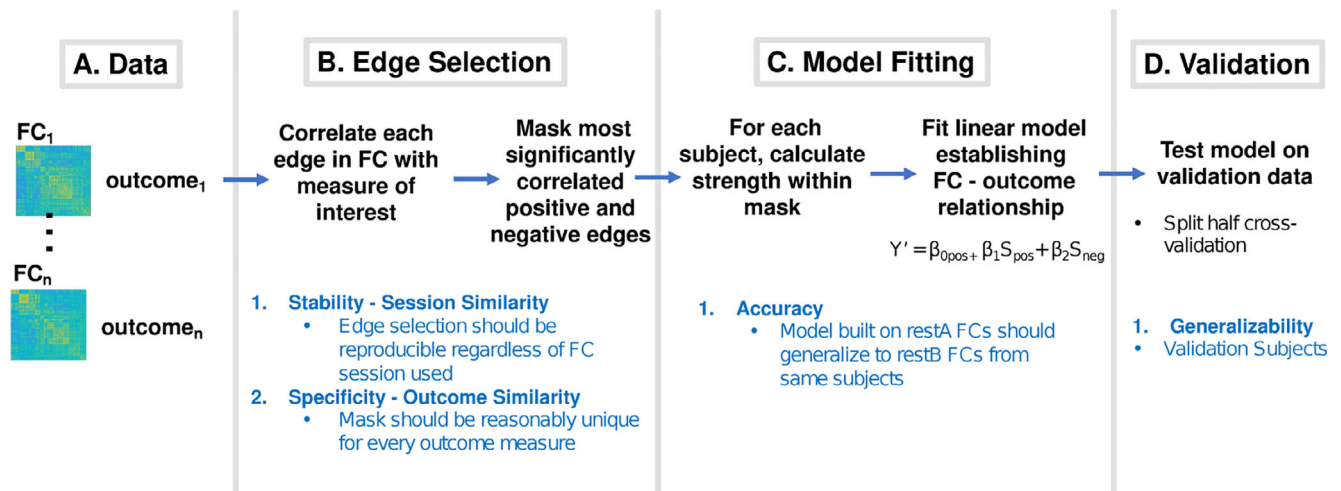 A. Data
FC₁
outcome₁
FCₙ
outcomeₙ
B. Edge Selection
Correlate each
edge in FC with
measure of
interest
Mask most
significantly
correlated
positive and
negative edges
1. Stability - Session Similarity
• Edge selection should be
reproducible regardless of FC
session used
2. Specificity - Outcome Similarity
• Mask should be reasonably unique
for every outcome measure
C. Model Fitting
For each
subject, calculate
strength within
mask
Fit linear model
establishing
FC - outcome
relationship
Y' = β₀pos+ β₁Spos + β₂Sneg
1. Accuracy
• Model built on restA FCs should
generalize to restB FCs from
same subjects
D. Validation
Test model on
validation data
• Split half cross-
validation
1. Generalizability
• Validation Subjects